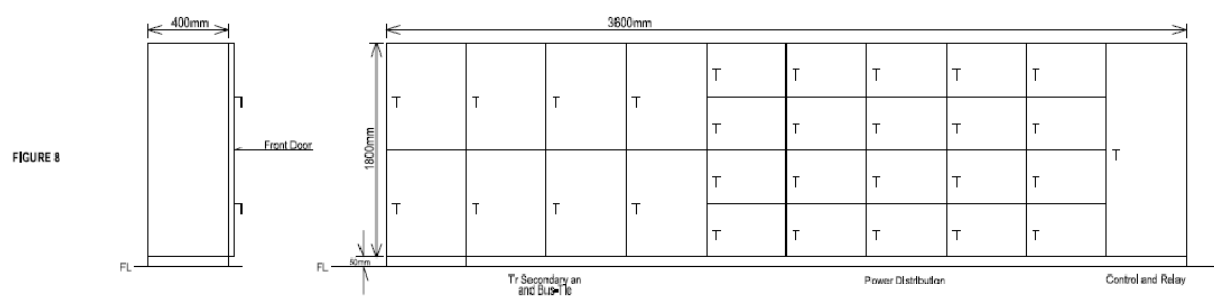 400mm
3600mm
FIGURE 8
Front Door
1800mm
50mm
FL
FL
Tr Secondary an
and Bus-Tie
Power Distribution
Control and Relay